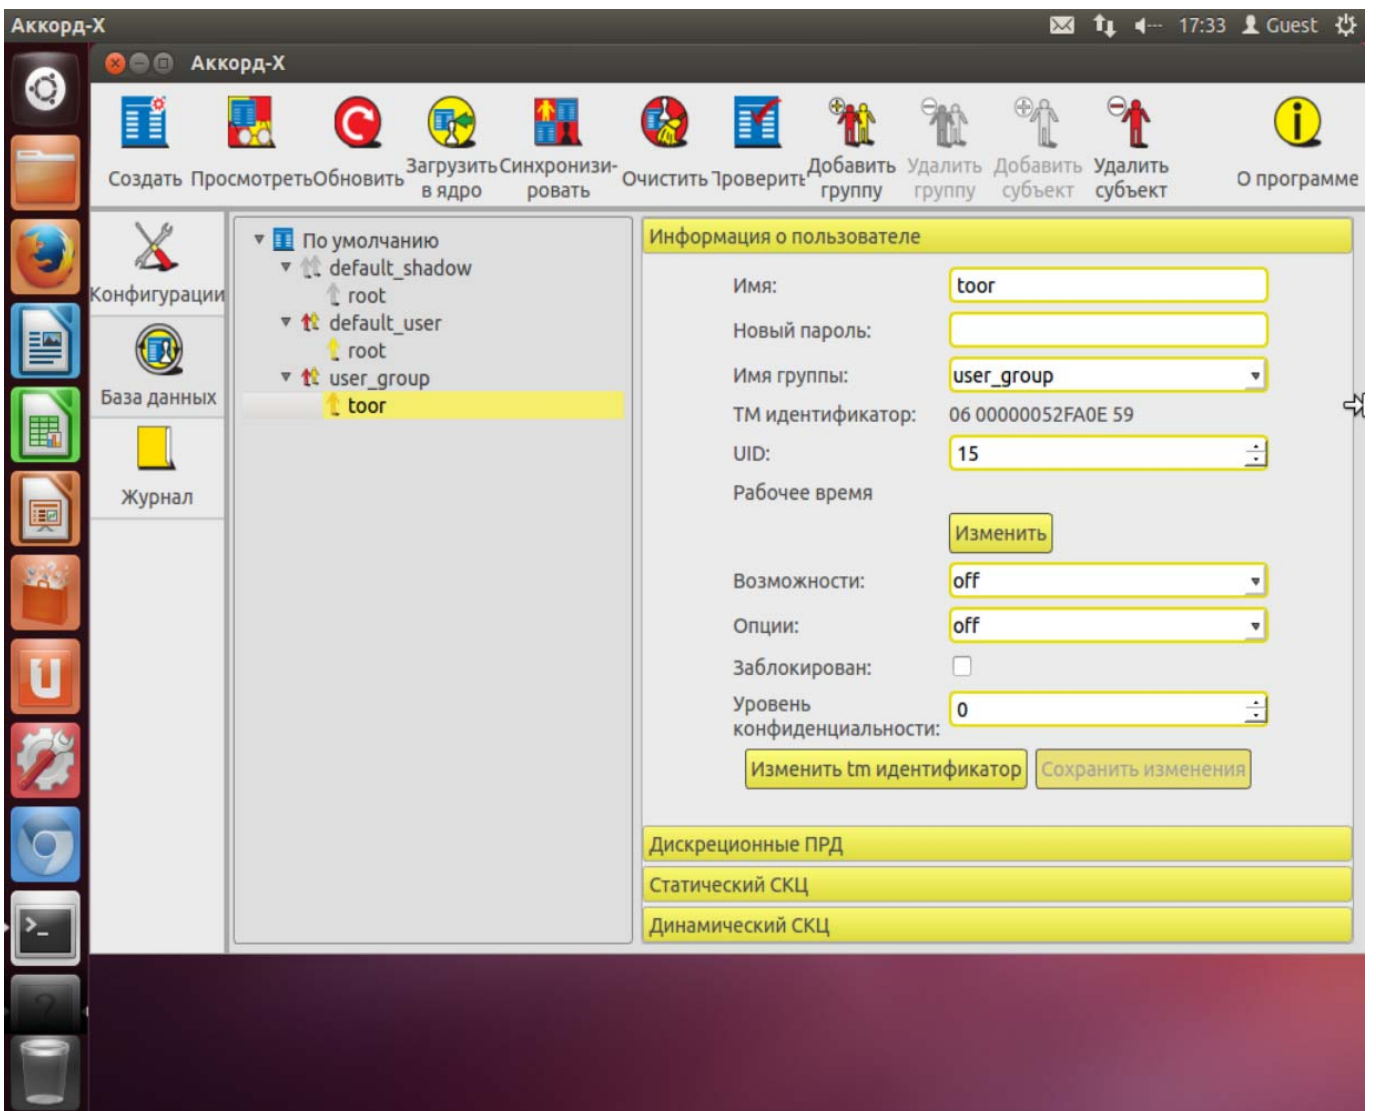 Аккорд-X
17:33 Guest
Аккорд-X
Создать
Просмотреть
Обновить
Загрузить
в ядро
Синхронизи-
ровать
Очистить
Проверить
Добавить
группу
Удалить
группу
Добавить
субъект
Удалить
субъект
О программе
Конфигурации
База данных
Журнал
По умолчанию
default_shadow
root
default_user
root
user_group
toor
Информация о пользователе
Имя: toor
Новый пароль:
Имя группы: user_group
ТМ идентификатор: 06 00000052FA0E 59
UID: 15
Рабочее время
Изменить
Возможности: off
Опции: off
Заблокирован:
Уровень
конфиденциальности: 0
Изменить tm идентификатор
Сохранить изменения
Дискреционные ПРД
Статический СКЦ
Динамический СКЦ